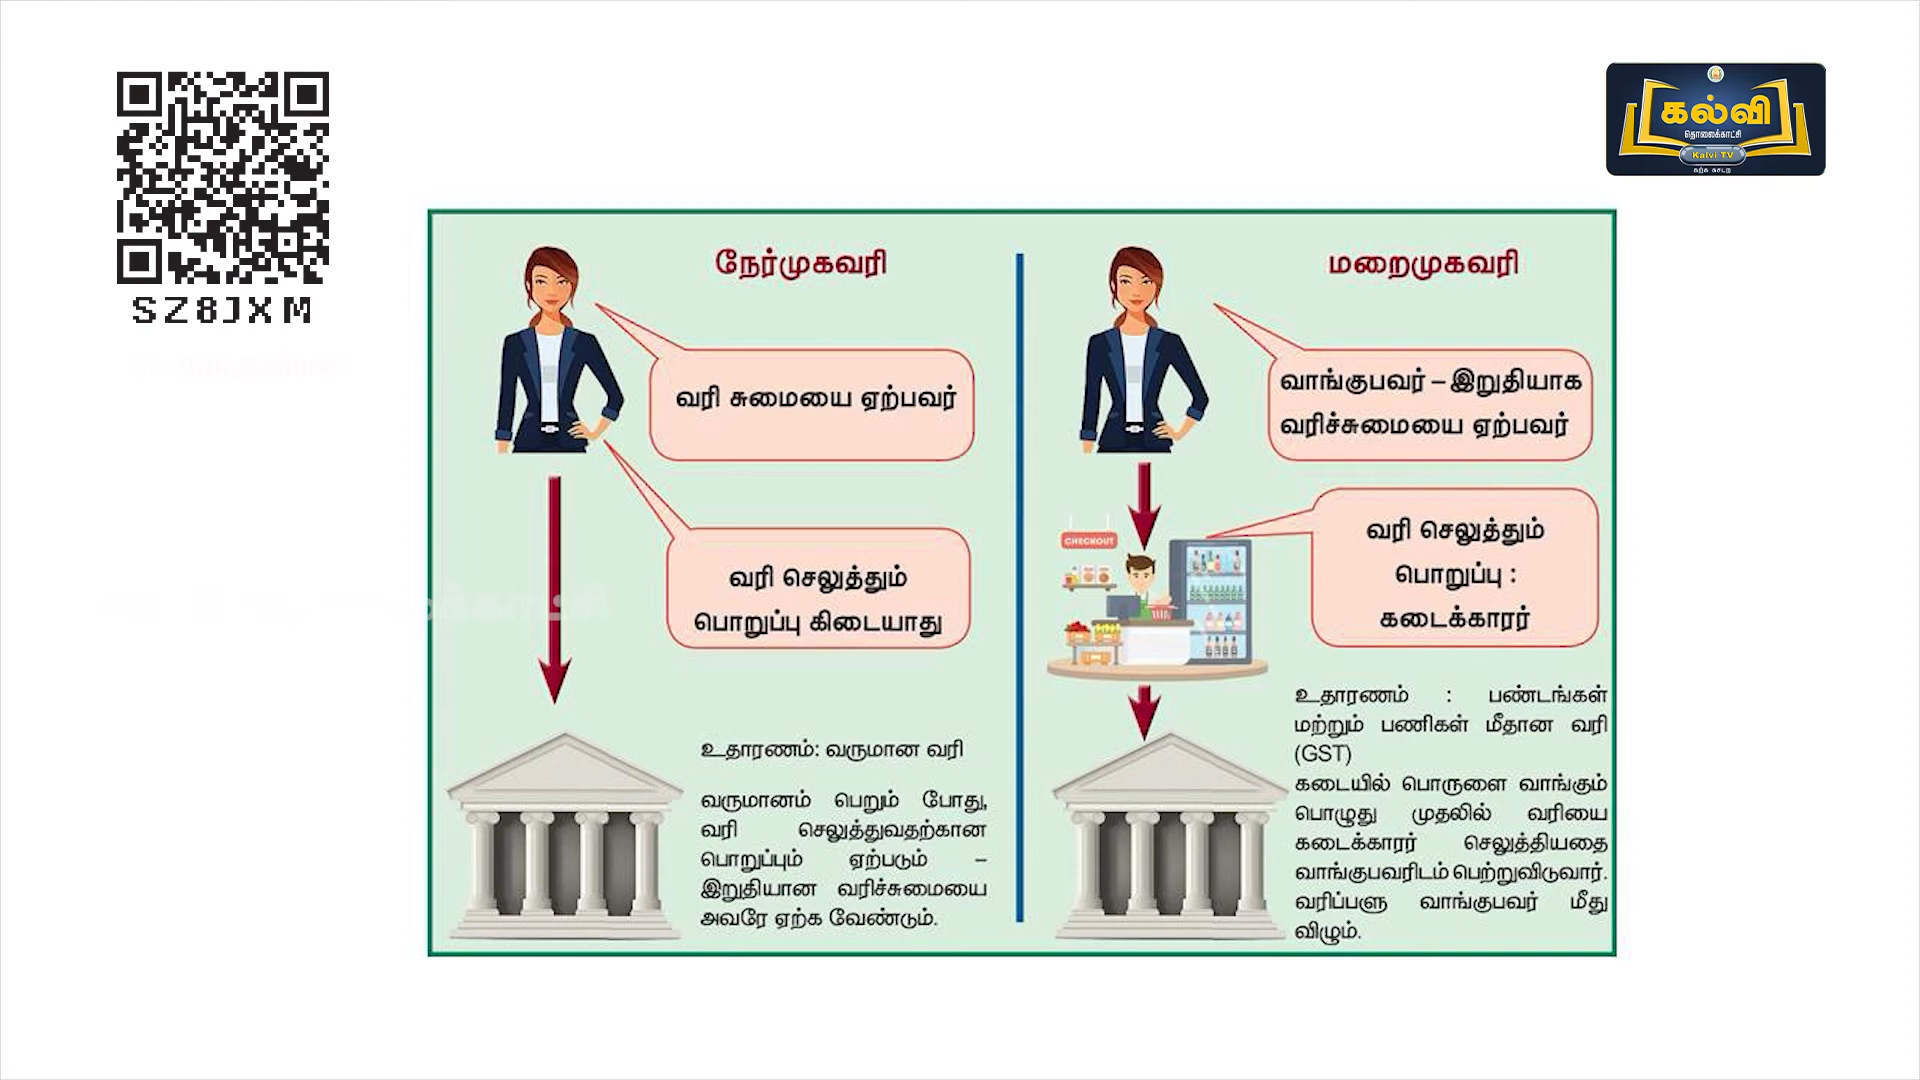 SZ8JXM
கல்வி
தொலைக்காட்சி
Kalvi TV
கற்க கசடற
நேர்முகவரி
வரி சுமையை ஏற்பவர்
வரி செலுத்தும்
பொறுப்பு கிடையாது
உதாரணம்: வருமான வரி
வருமானம் பெறும் போது,
வரி செலுத்துவதற்கான
பொறுப்பும் ஏற்படும் –
இறுதியான வரிச்சுமையை
அவரே ஏற்க வேண்டும்.
மறைமுகவரி
வாங்குபவர் – இறுதியாக
வரிச்சுமையை ஏற்பவர்
CHECKOUT
வரி செலுத்தும்
பொறுப்பு :
கடைக்காரர்
உதாரணம் : பண்டங்கள்
மற்றும் பணிகள் மீதான வரி
(GST)
கடையில் பொருளை வாங்கும்
பொழுது முதலில் வரியை
கடைக்காரர் செலுத்தியதை
வாங்குபவரிடம் பெற்றுவிடுவார்.
வரிப்பளு வாங்குபவர் மீது
விழும்.